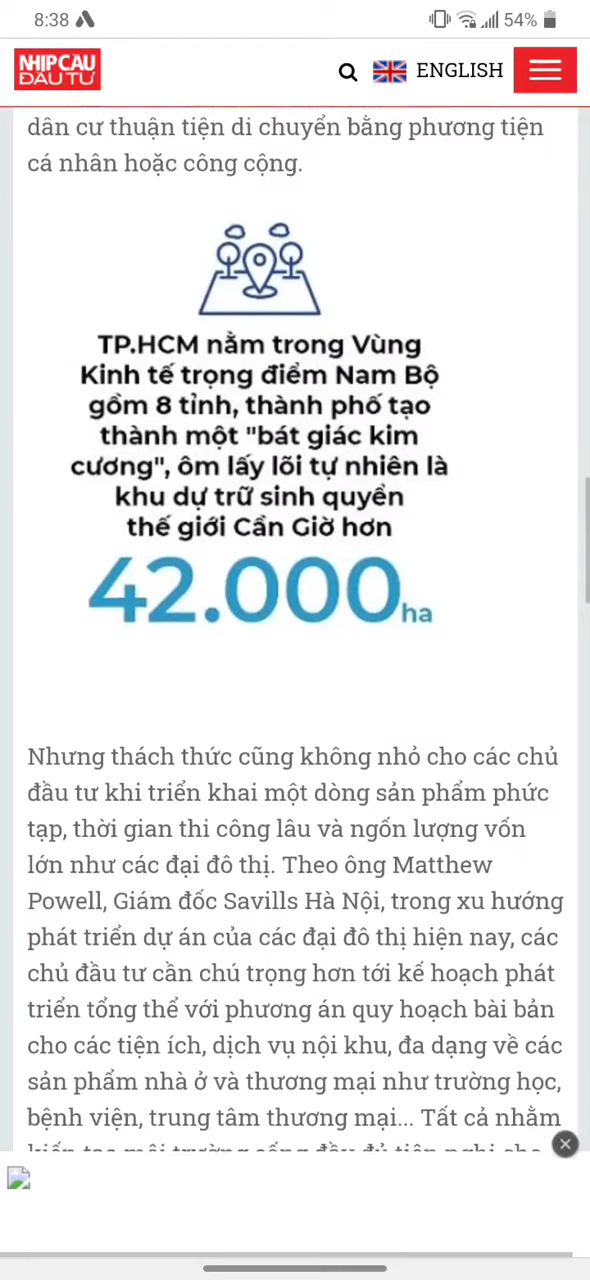 8:38
54%
NHỊP CẦU
ĐẦU TƯ
ENGLISH
dân cư thuận tiện di chuyển bằng phương tiện
cá nhân hoặc công cộng.
TP.HCM nằm trong Vùng
Kinh tế trọng điểm Nam Bộ
gồm 8 tỉnh, thành phố tạo
thành một "bát giác kim
cương", ôm lấy lõi tự nhiên là
khu dự trữ sinh quyển
thế giới Cần Giờ hơn
42.000ha
Nhưng thách thức cũng không nhỏ cho các chủ
đầu tư khi triển khai một dòng sản phẩm phức
tạp, thời gian thi công lâu và ngốn lượng vốn
lớn như các đại đô thị. Theo ông Matthew
Powell, Giám đốc Savills Hà Nội, trong xu hướng
phát triển dự án của các đại đô thị hiện nay, các
chủ đầu tư cần chú trọng hơn tới kế hoạch phát
triển tổng thể với phương án quy hoạch bài bản
cho các tiện ích, dịch vụ nội khu, đa dạng về các
sản phẩm nhà ở và thương mại như trường học,
bệnh viện, trung tâm thương mại... Tất cả nhằm